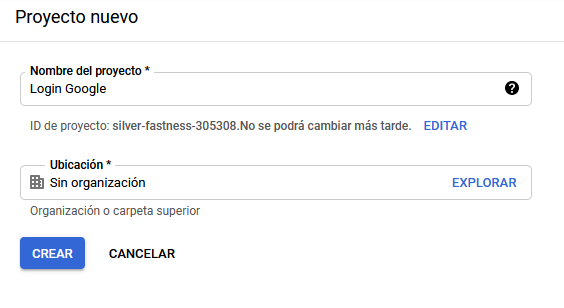 Proyecto nuevo
Nombre del proyecto *
Login Google
ID de proyecto: silver-fastness-305308.No se podrá cambiar más tarde. EDITAR
Ubicación *
Sin organización EXPLORAR
Organización o carpeta superior
CREAR CANCELAR